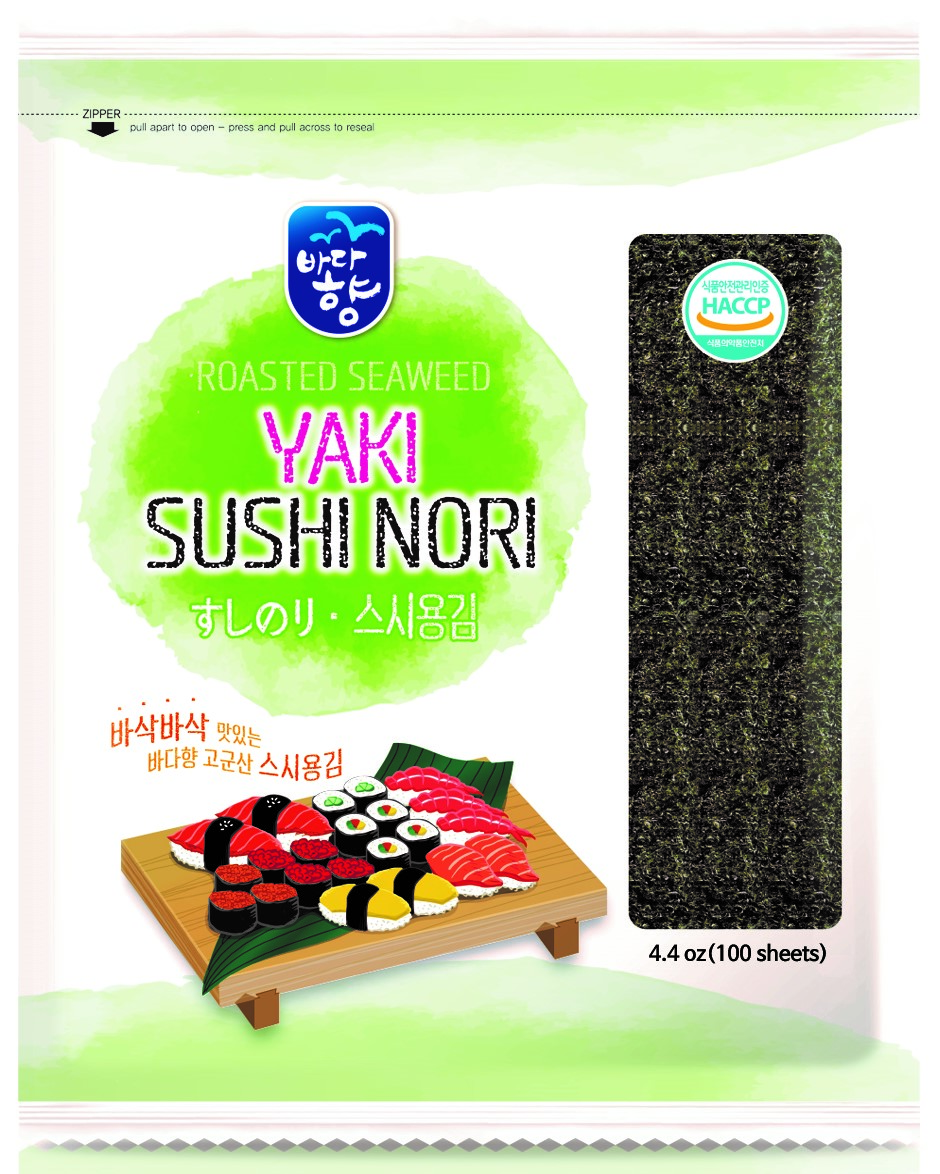 ZIPPER
pull apart to open – press and pull across to reseal
바다
향
식품안전관리인증
HACCP
식품의약품안전처
ROASTED SEAWEED
YAKI
SUSHI NORI
すしのり · 스시용김
바삭바삭 맛있는
바다향 고군산 스시용김
4.4 oz(100 sheets)